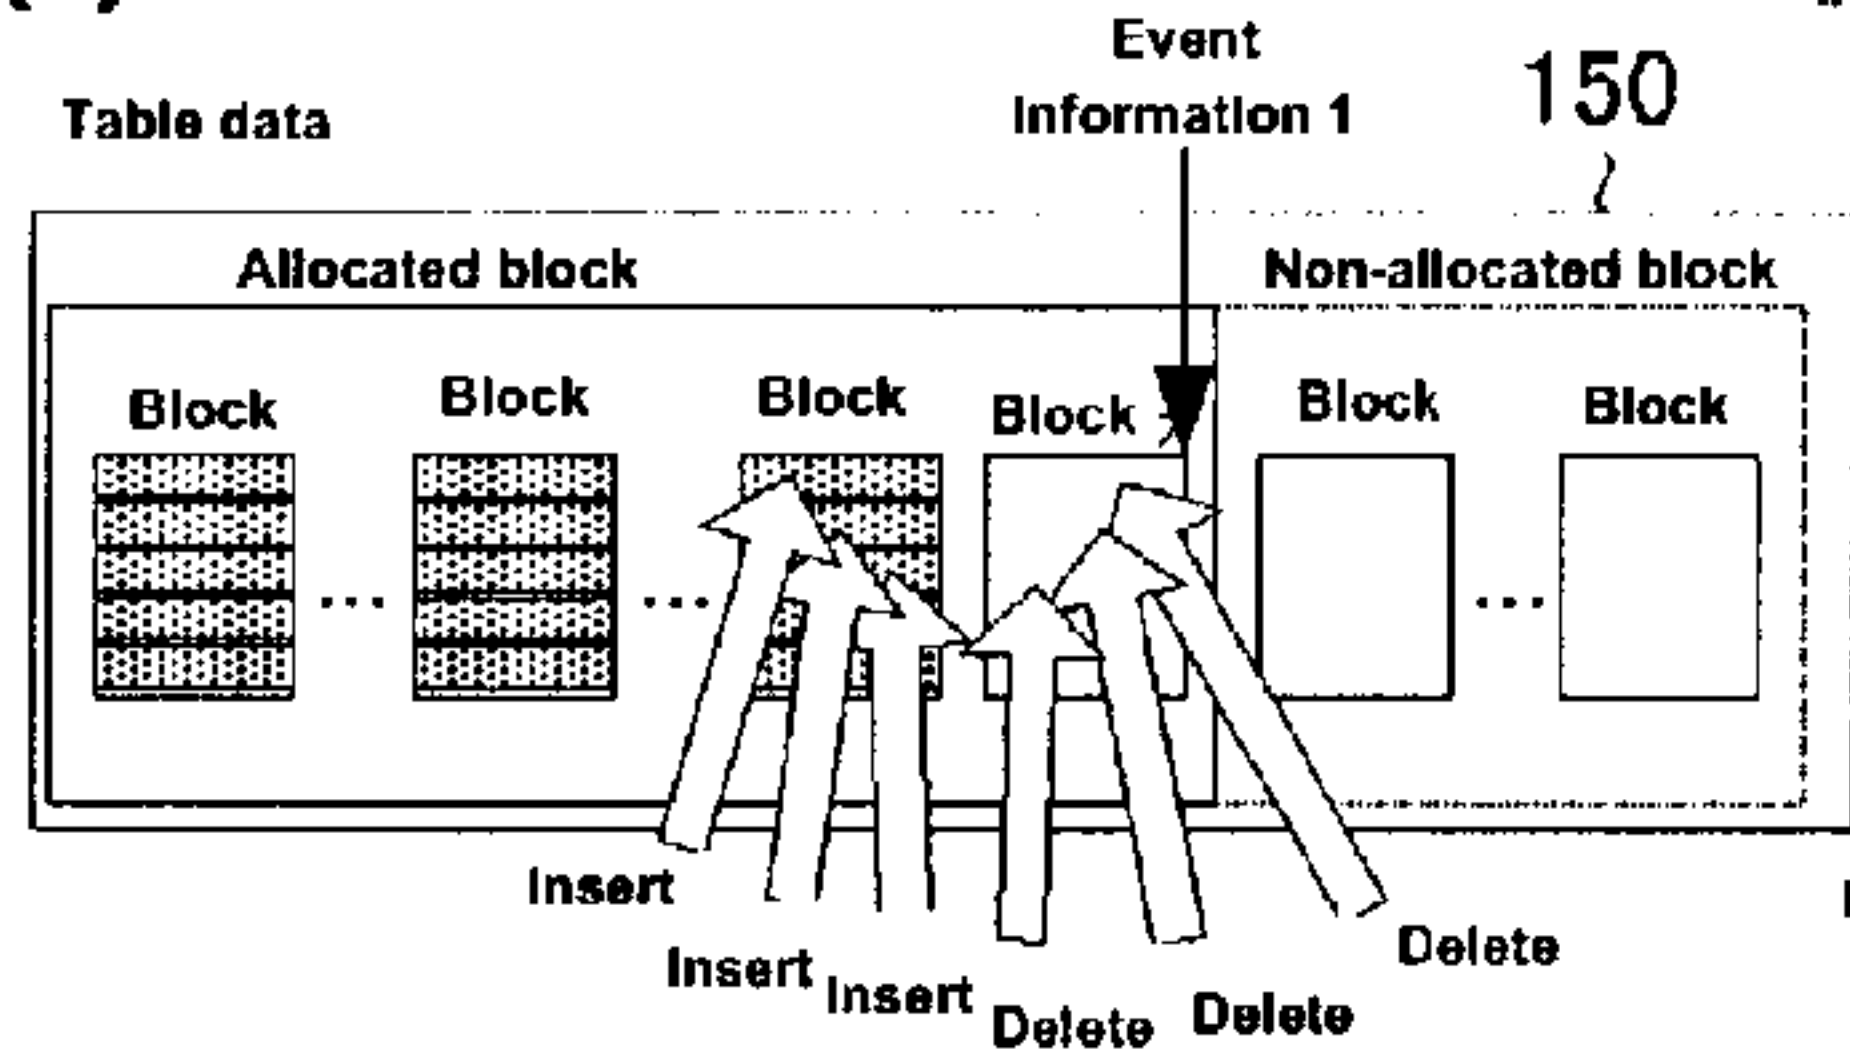 Event
Information 1
150
Table data
Allocated block
Non-allocated block
Block
Block
Block
Block
Block
Block
...
...
...
Insert
Insert
Insert
Delete
Delete
Delete